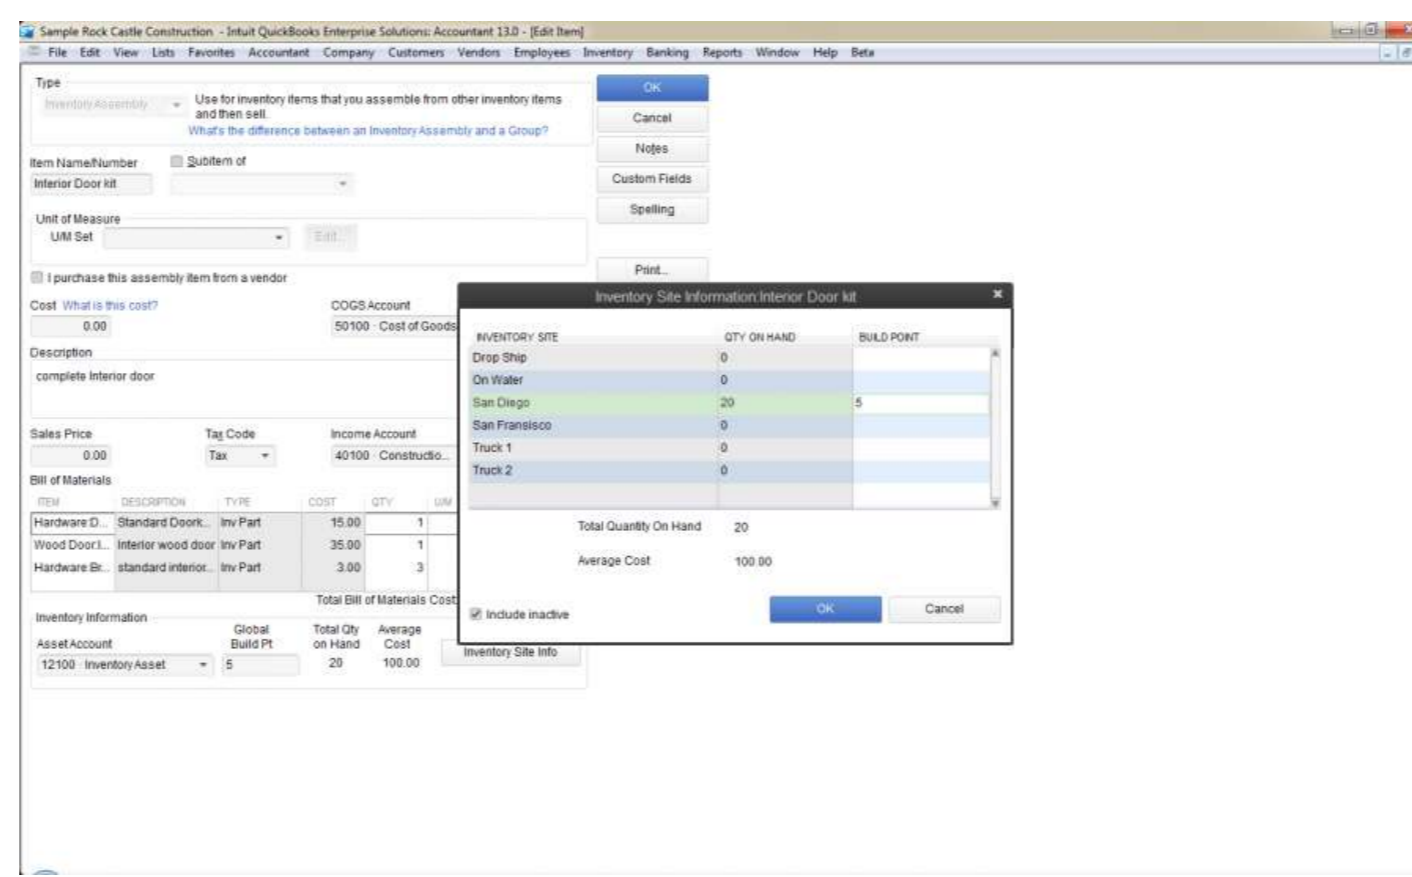 Sample Rock Castle Construction - Intuit QuickBooks Enterprise Solutions: Accountant 13.0 - [Edit Item]
File Edit View Lists Favorites Accountant Company Customers Vendors Employees Inventory Banking Reports Window Help Beta
Type
Inventory Assembly
Use for inventory items that you assemble from other inventory items
and then sell.
What's the difference between an Inventory Assembly and a Group?
OK
Cancel
Notes
Custom Fields
Spelling
Print...
Item Name/Number
Subitem of
Interior Door kit
Unit of Measure
U/M Set
Edit...
I purchase this assembly item from a vendor
Cost What is this cost?
COGS Account
0.00
50100 · Cost of Goods
Description
complete Interior door
Sales Price
Tax Code
Income Account
0.00
Tax
40100 · Constructio...
Bill of Materials
ITEM DESCRIPTION TYPE COST QTY U/M
Hardware:D... Standard Doork... Inv Part 15.00 1
Wood Door:I... Interior wood door Inv Part 35.00 1
Hardware:Br... standard interior... Inv Part 3.00 3
Total Bill of Materials Cost:
Inventory Information
Asset Account
Global
Build Pt
Total Qty
on Hand
Average
Cost
12100 · Inventory Asset
5
20
100.00
Inventory Site Info
Inventory Site Information:Interior Door kit
INVENTORY SITE QTY ON HAND BUILD POINT
Drop Ship 0
On Water 0
San Diego 20 5
San Fransisco 0
Truck 1 0
Truck 2 0
Total Quantity On Hand 20
Average Cost 100.00
Include inactive
OK
Cancel